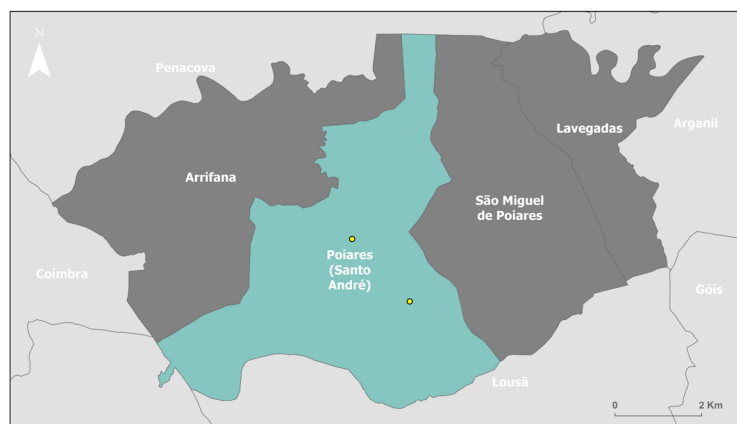 N
Penacova
Lavegadas
Arganil
Arrifana
São Miguel
de Poiares
Poiares
(Santo
André)
Coimbra
Góis
Lousã
0 2 Km